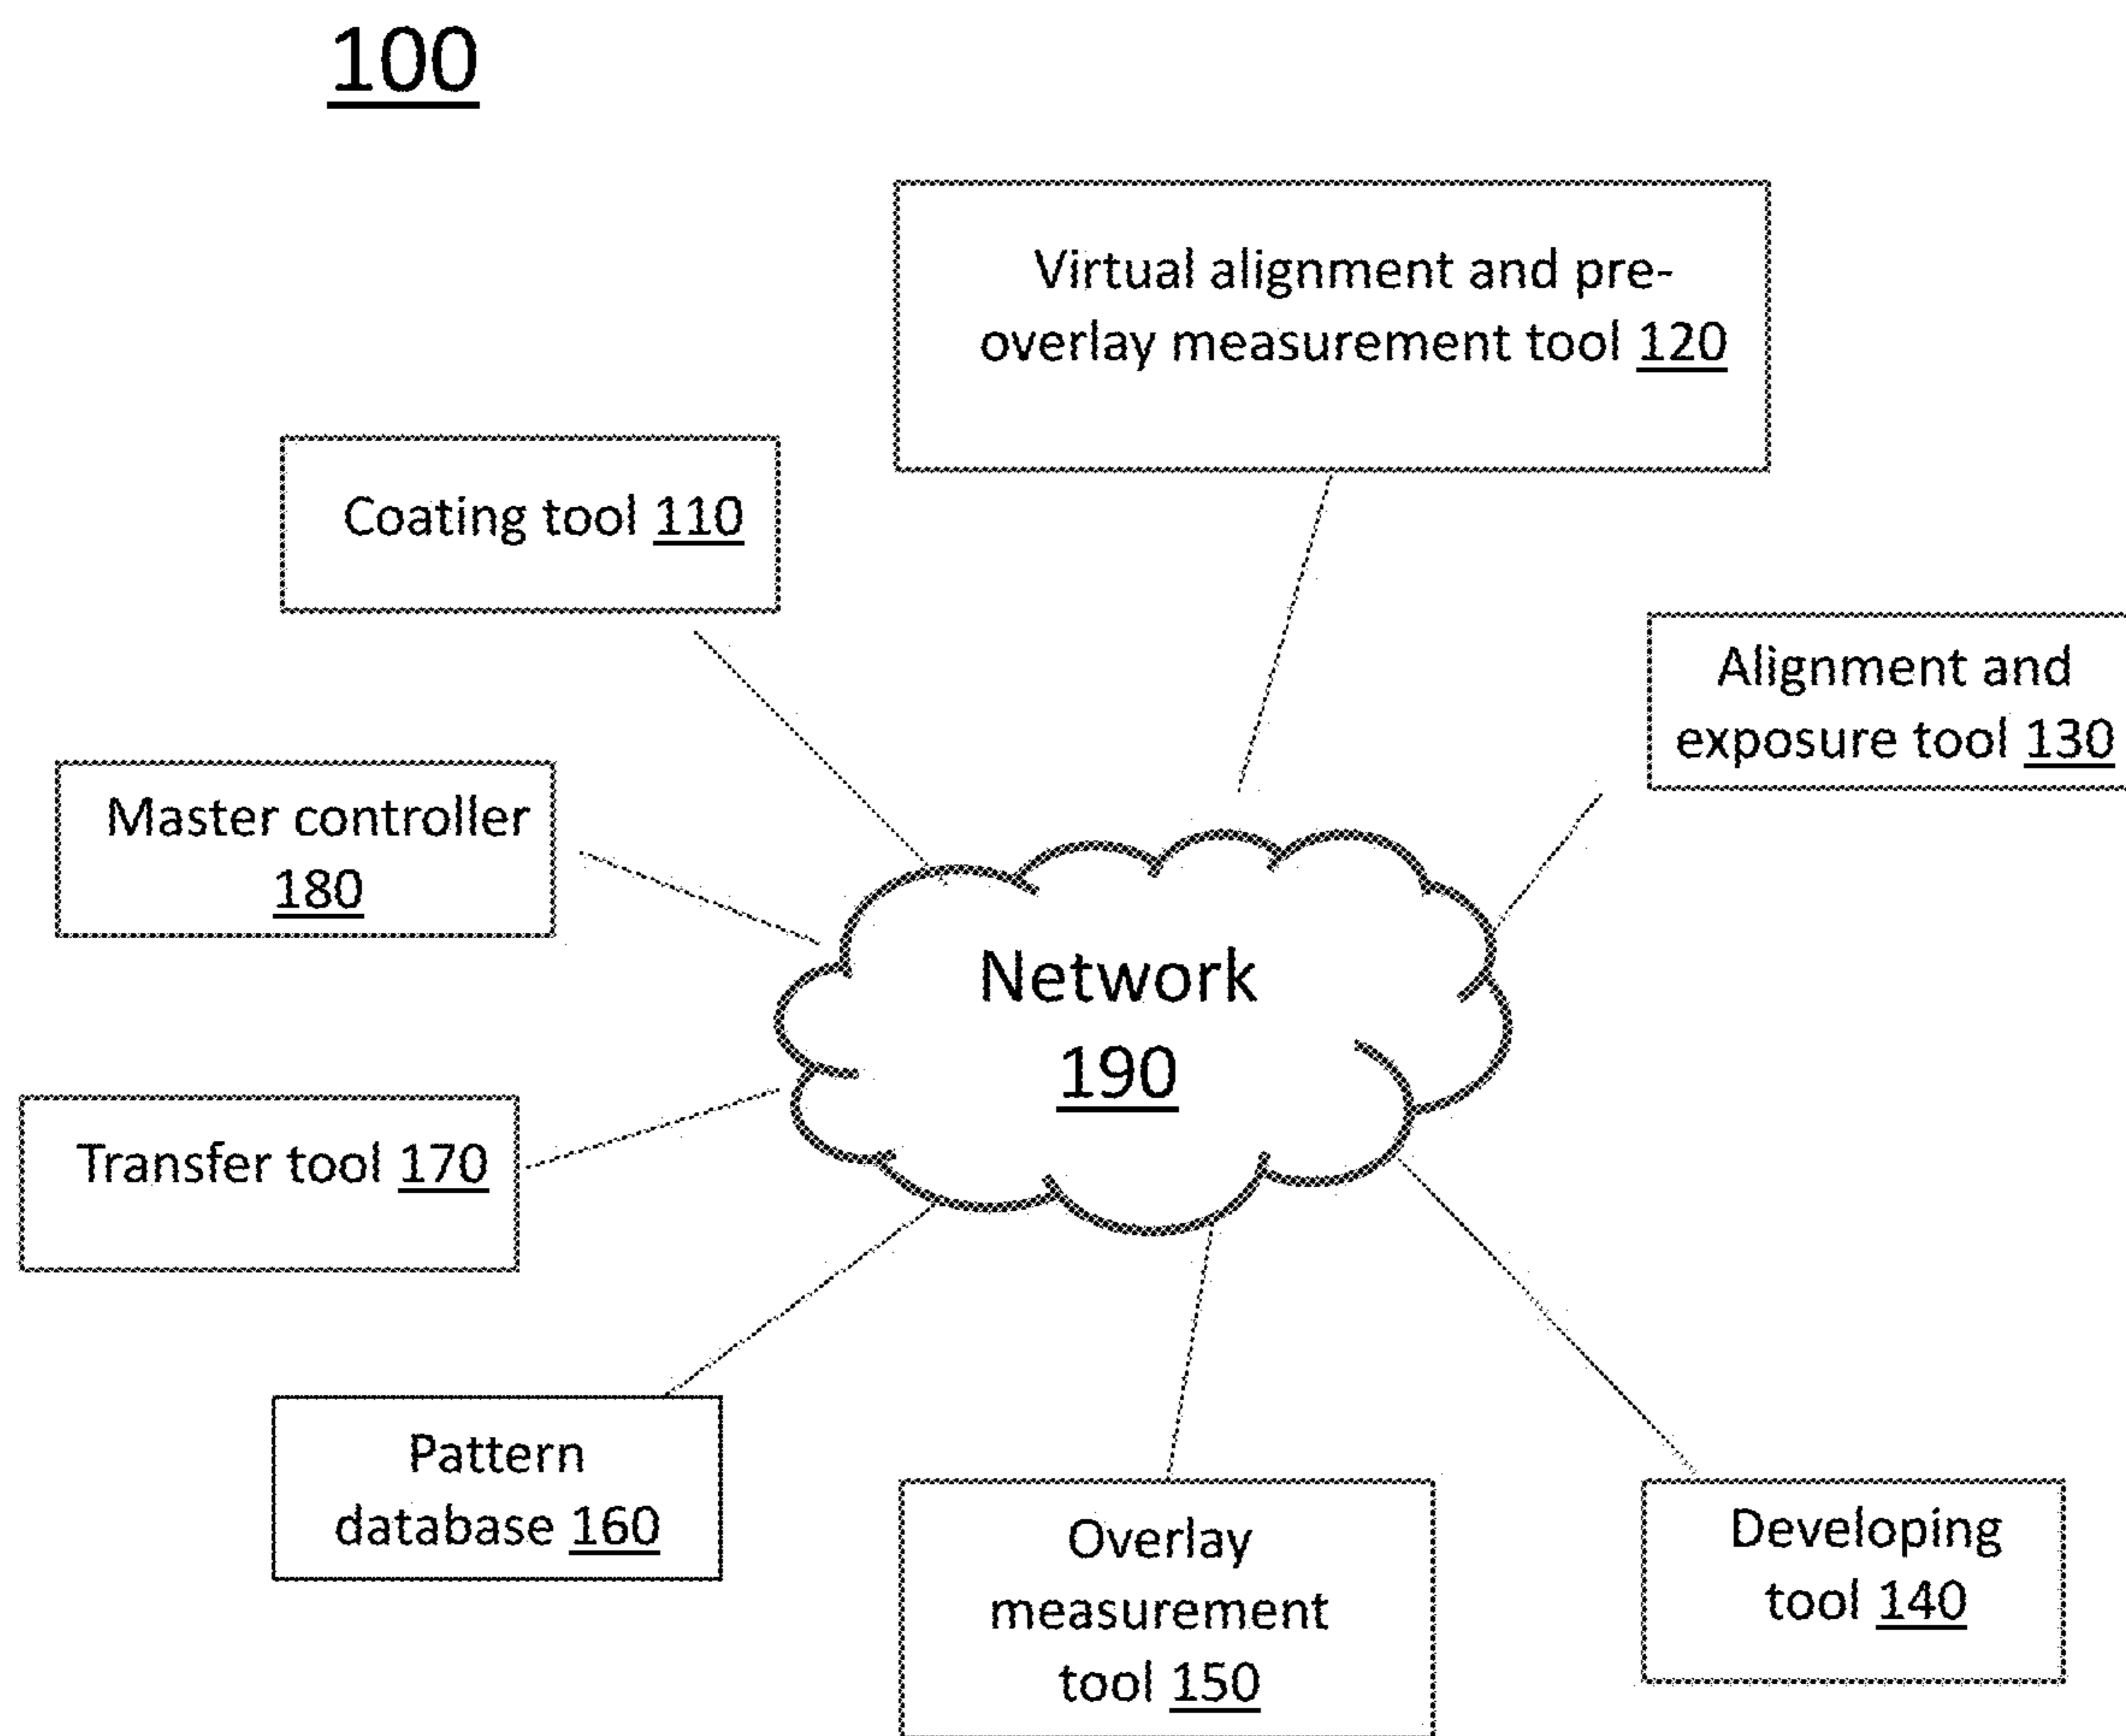 100
Virtual alignment and pre-
overlay measurement tool 120
Coating tool 110
Alignment and
exposure tool 130
Master controller
180
Network
190
Transfer tool 170
Pattern
database 160
Overlay
measurement
tool 150
Developing
tool 140